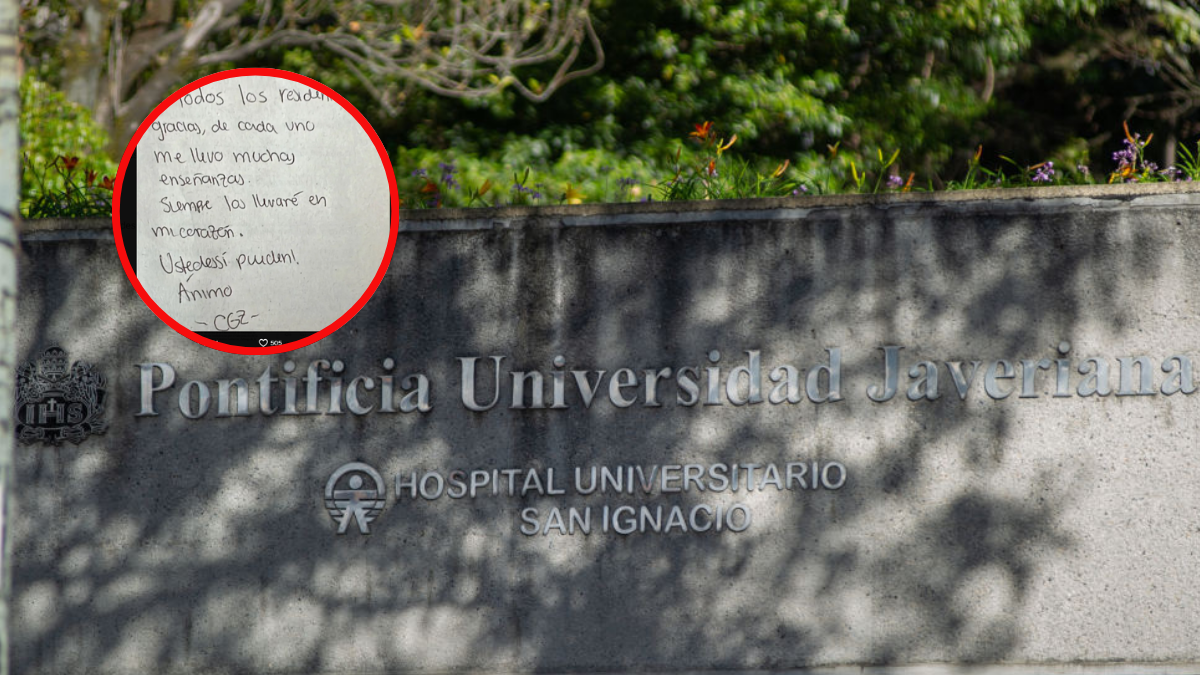 Todos los residen
gracias, de cada uno
me llevo muchas
enseñanzas.
Siempre los llevaré en
mi corazón.
Ustedes sí pueden!
Ánimo
- CGZ -
505
IHS
Pontificia Universidad Javeriana
HOSPITAL UNIVERSITARIO
SAN IGNACIO